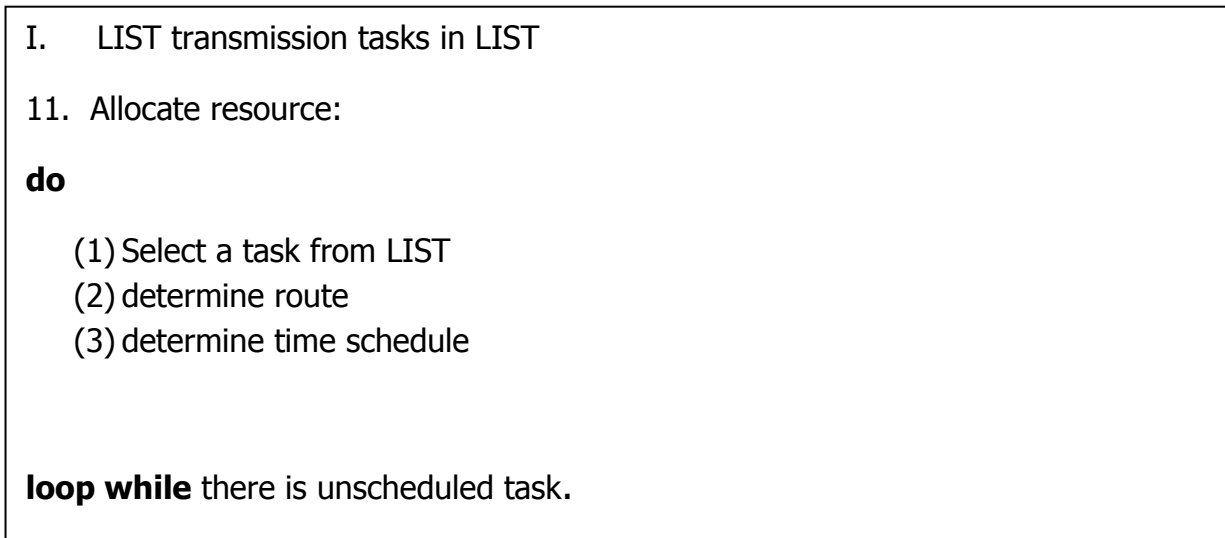 I. LIST transmission tasks in LIST
11. Allocate resource:
do
(1) Select a task from LIST
(2) determine route
(3) determine time schedule
loop while there is unscheduled task.